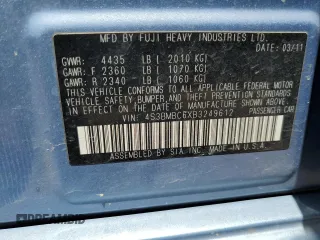 MFD BY FUJI HEAVY INDUSTRIES LTD.
DATE: 03/11
GVWR: 4435 LB ( 2010 KG)
GAWR: F 2360 LB ( 1070 KG)
GAWR: R 2340 LB ( 1060 KG)
THIS VEHICLE CONFORMS TO ALL APPLICABLE FEDERAL MOTOR VEHICLE SAFETY, BUMPER, AND THEFT PREVENTION STANDARDS IN EFFECT ON THE DATE OF MANUFACTURE SHOWN ABOVE.
VIN: 4S3BMBC6XB3249612
PASSENGER CAR
ASSEMBLED BY SIA, INC. MADE IN U.S.A.
AMERIDMV